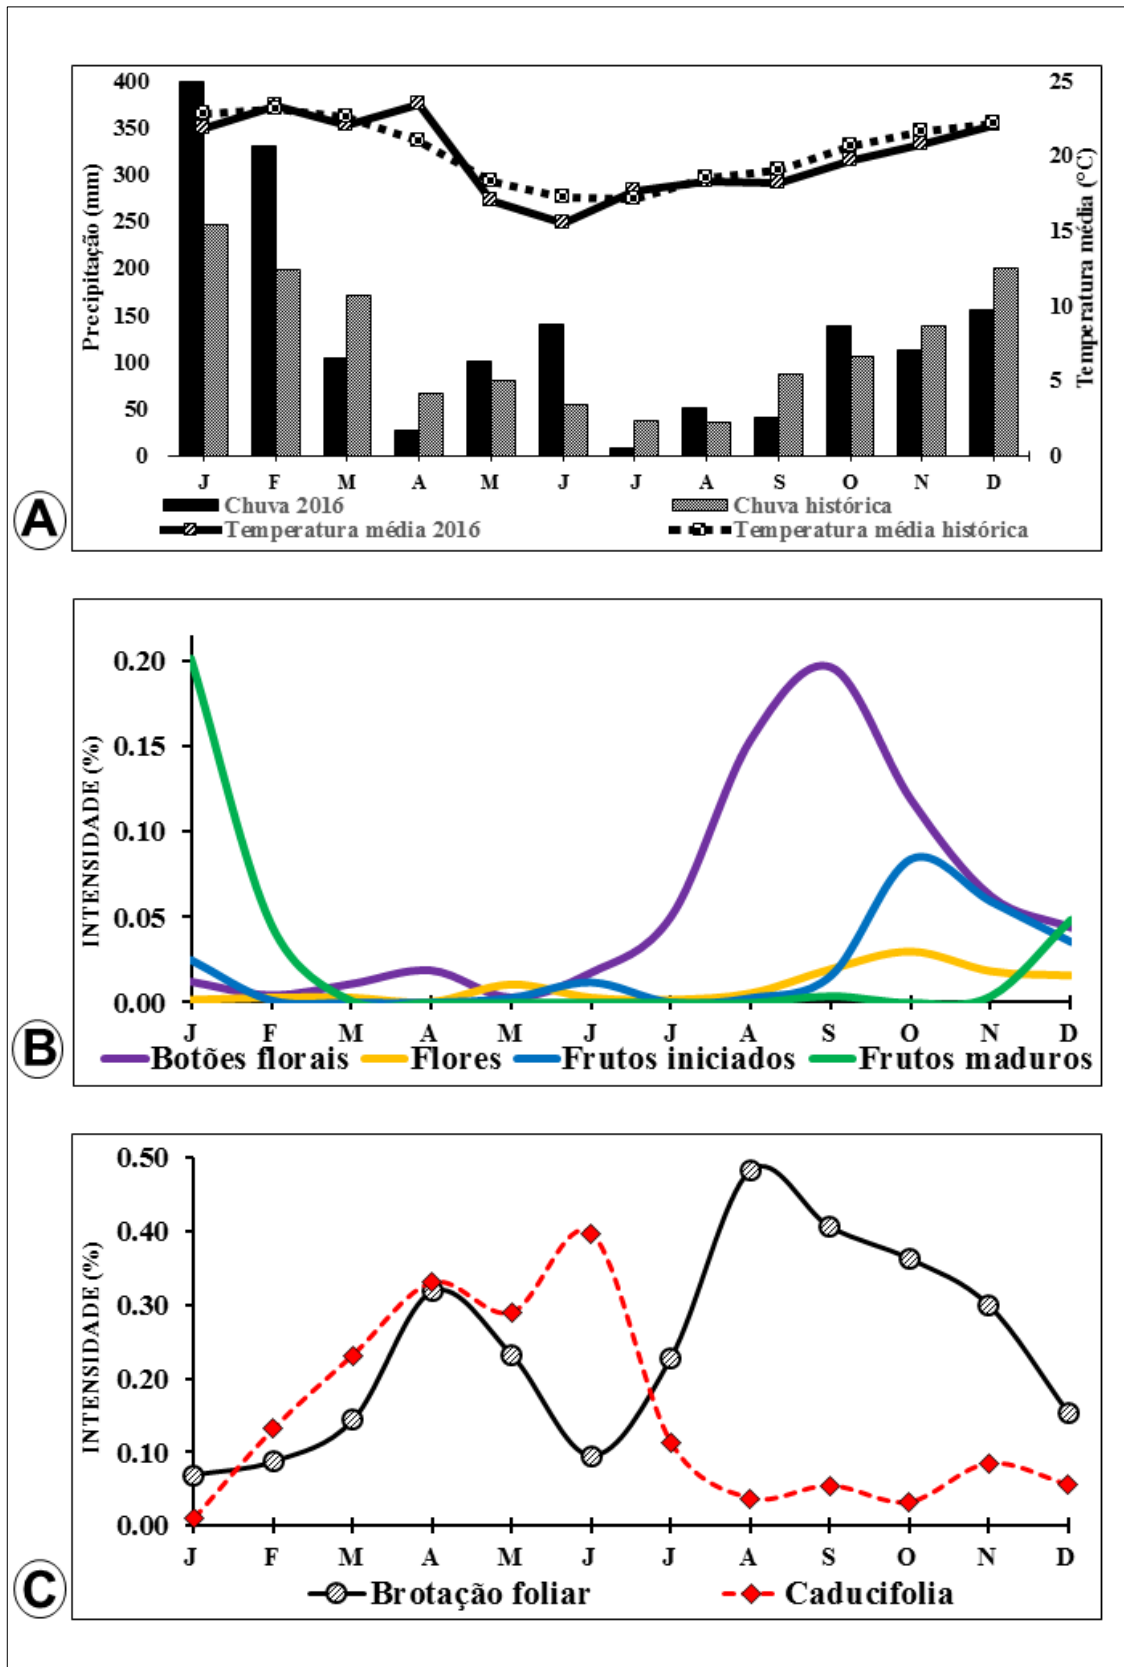 400
350
300
250
200
150
100
50
0
Precipitação (mm)
25
20
15
10
5
0
Temperatura média (°C)
J F M A M J J A S O N D
Chuva 2016 Chuva histórica
Temperatura média 2016 Temperatura média histórica
A
0.20
0.15
0.10
0.05
0.00
INTENSIDADE (%)
J F M A M J J A S O N D
Botões florais Flores Frutos iniciados Frutos maduros
B
0.50
0.40
0.30
0.20
0.10
0.00
INTENSIDADE (%)
J F M A M J J A S O N D
Brotação foliar Caducifolia
C